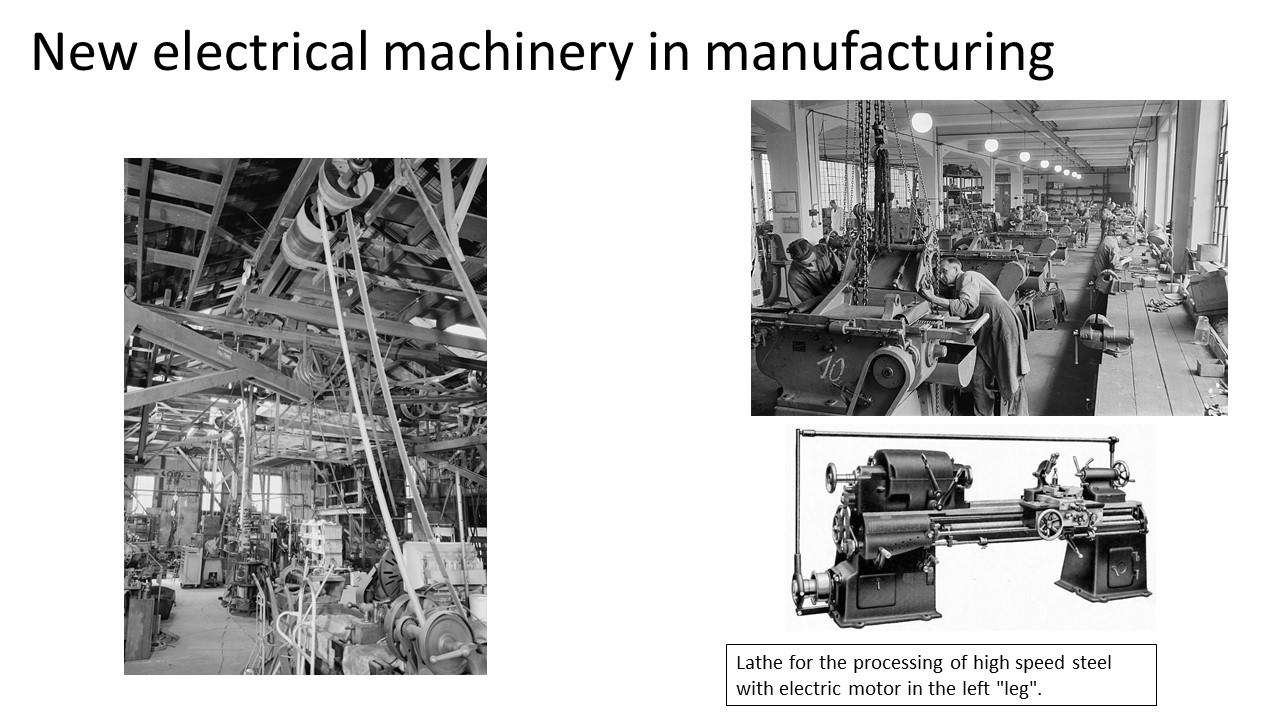 New electrical machinery in manufacturing
10
Lathe for the processing of high speed steel
with electric motor in the left "leg".